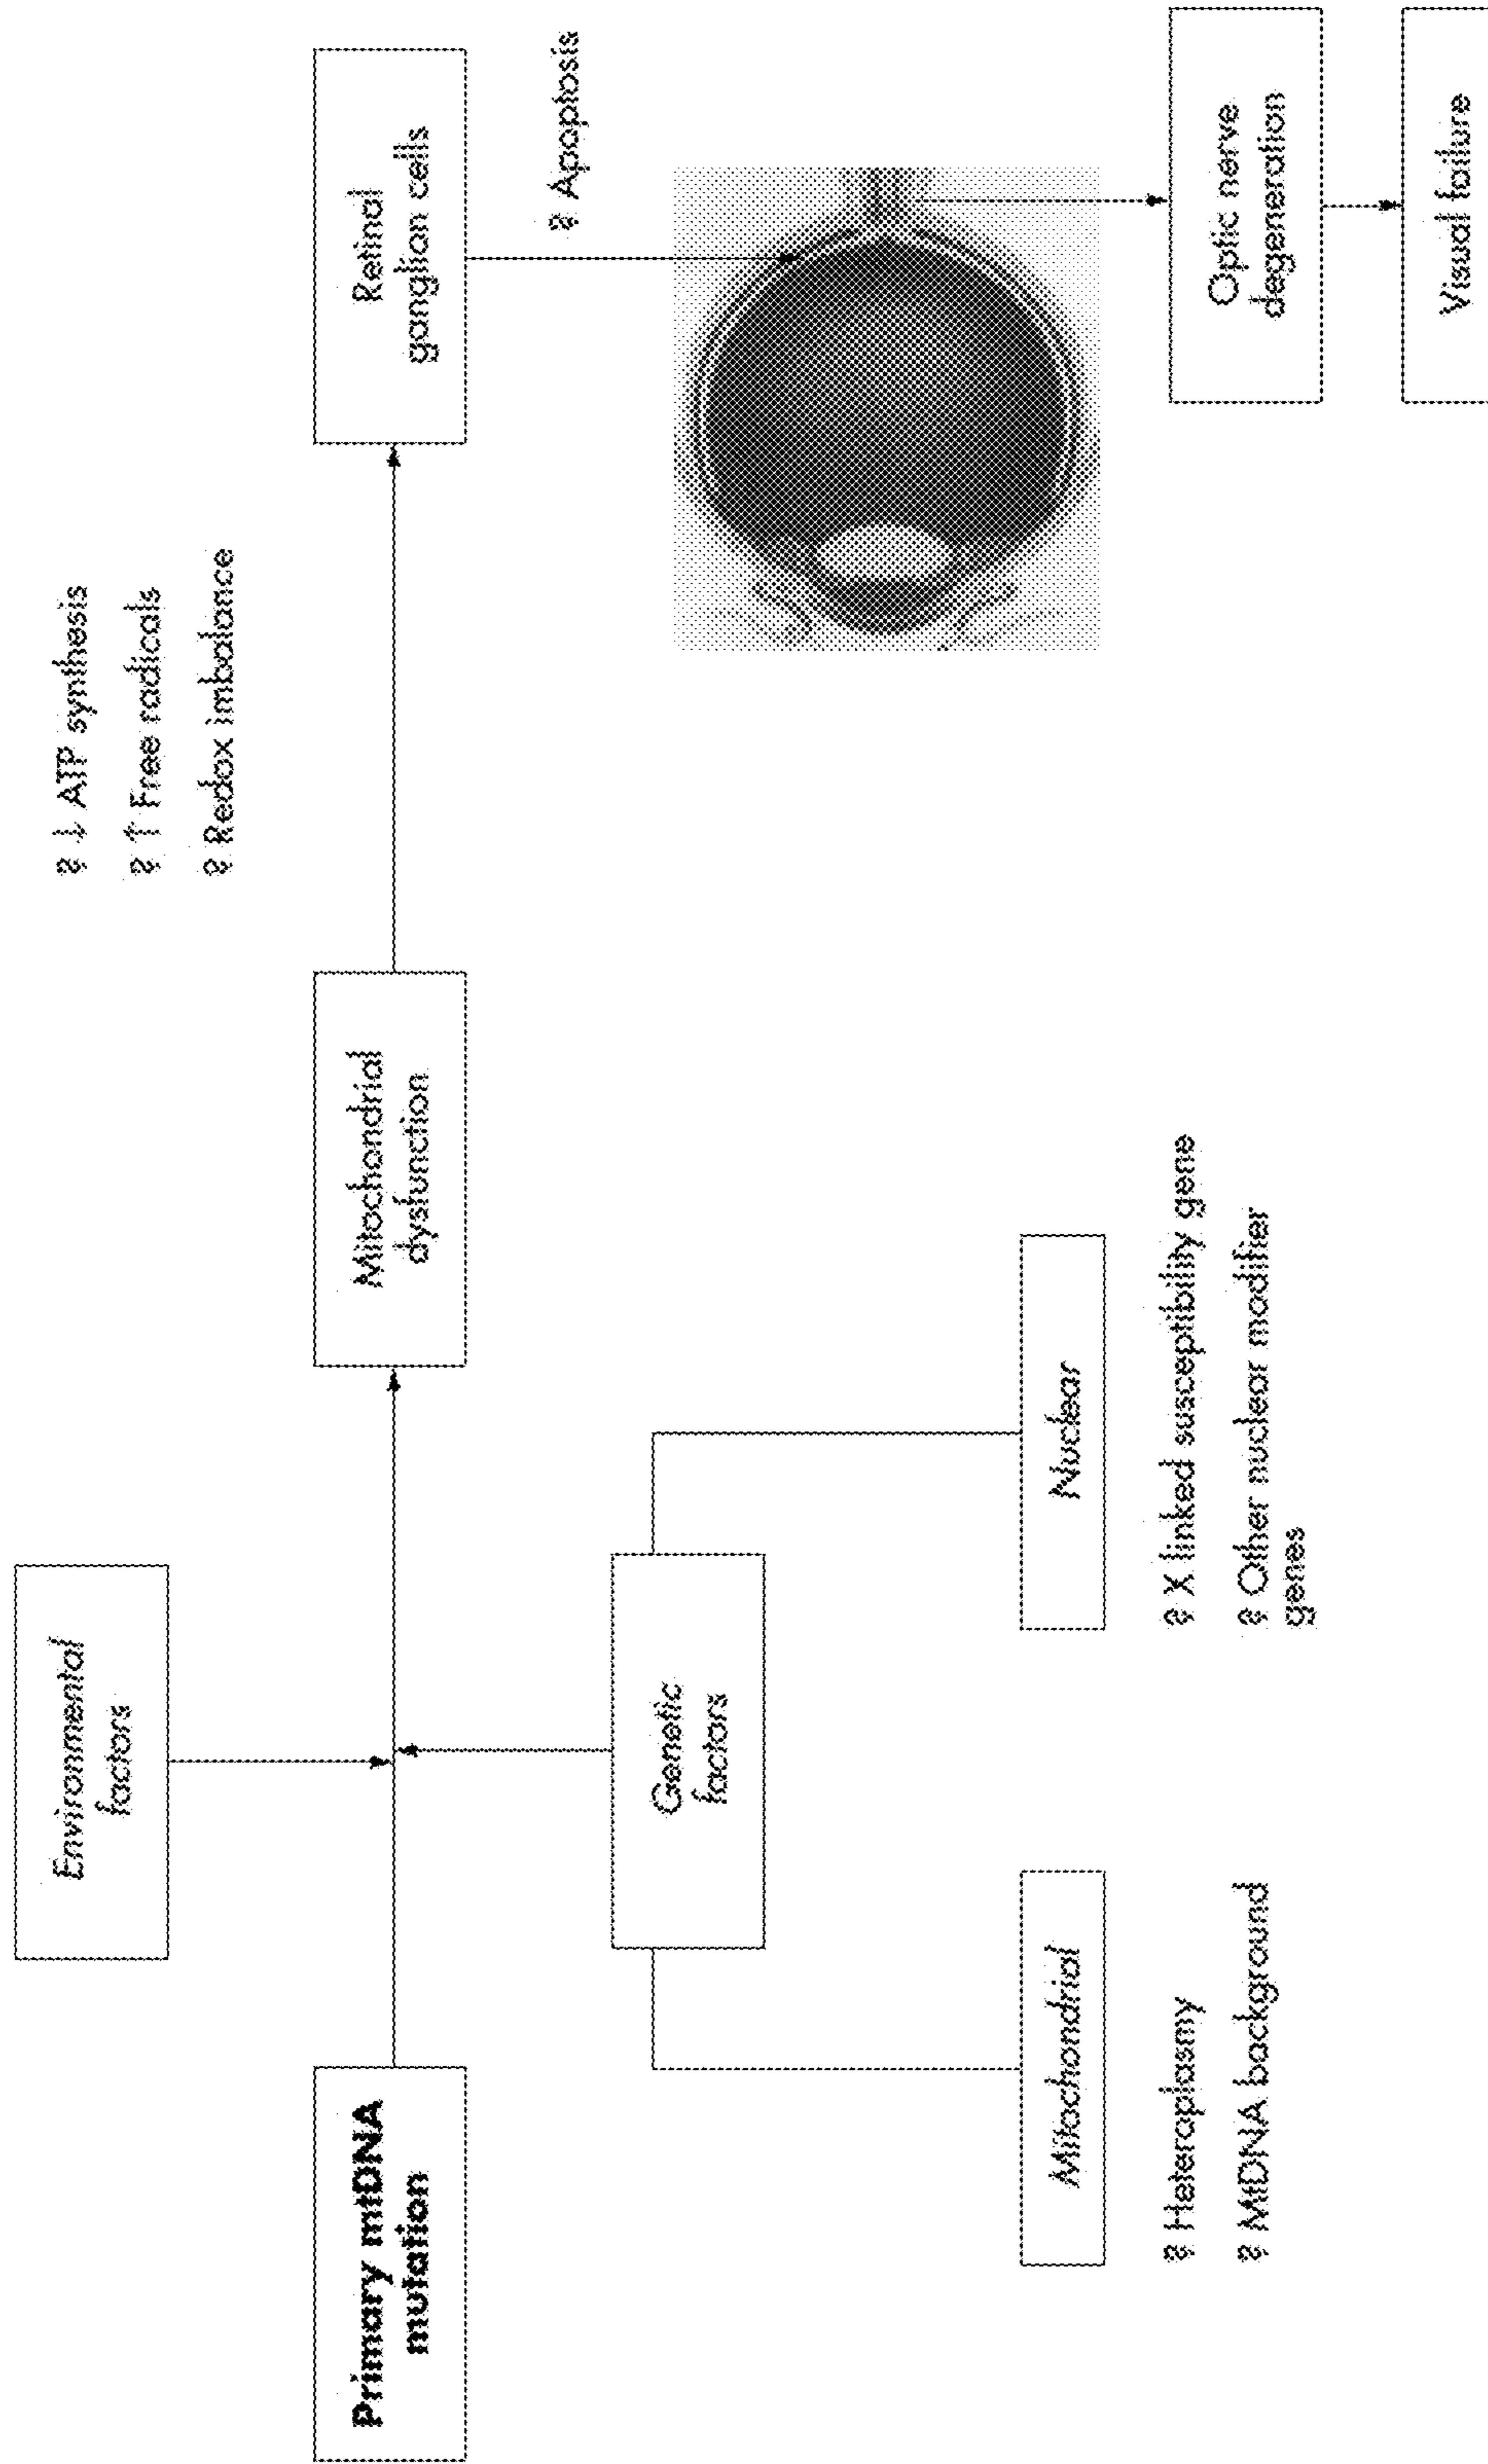 Environmental
factors
Primary mtDNA
mutation
Mitochondrial
dysfunction
↓ ATP synthesis
↑ Free radicals
Redox imbalance
Retinal
ganglion cells
Apoptosis
Genetic
factors
Mitochondrial
Heteroplasmy
MtDNA background
Nuclear
X linked susceptibility gene
Other nuclear modifier
genes
Optic nerve
degeneration
Visual failure